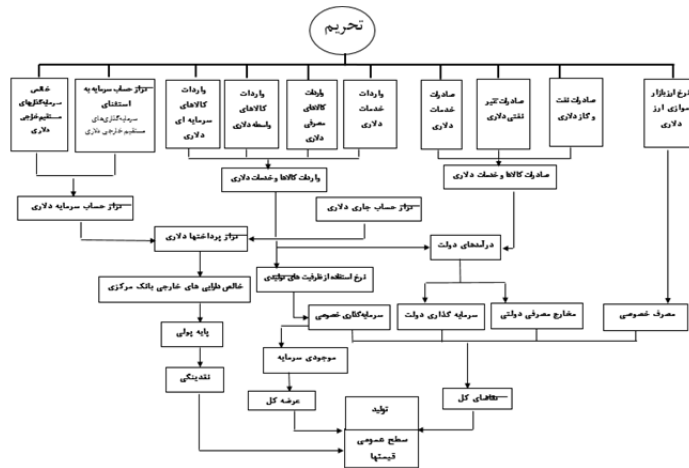 تحریم
نرخ ارز بازار
موازی ارز
دلاری
صادرات نفت
و گاز دلاری
صادرات غیر
نفتی دلاری
صادرات
خدمات
دلاری
واردات
خدمات
دلاری
واردات
کالاهای
مصرفی
دلاری
واردات
کالاهای
واسطه دلاری
واردات
کالاهای
سرمایه ای
دلاری
تراز حساب سرمایه به
استثنای
سرمایه‌گذاری‌های
مستقیم خارجی دلاری
خالص
سرمایه‌گذاری‌های
مستقیم خارجی
دلاری
صادرات کالاها و خدمات دلاری
واردات کالاها و خدمات دلاری
تراز حساب جاری دلاری
تراز حساب سرمایه دلاری
درآمدهای دولت
تراز پرداختها دلاری
نرخ استفاده از ظرفیت های تولیدی
خالص دارایی های خارجی بانک مرکزی
مصرف خصوصی
مخارج مصرفی دولتی
سرمایه گذاری دولت
سرمایه‌گذاری خصوصی
پایه پولی
موجودی سرمایه
نقدینگی
تقاضای کل
عرضه کل
تولید
سطح عمومی
قیمتها